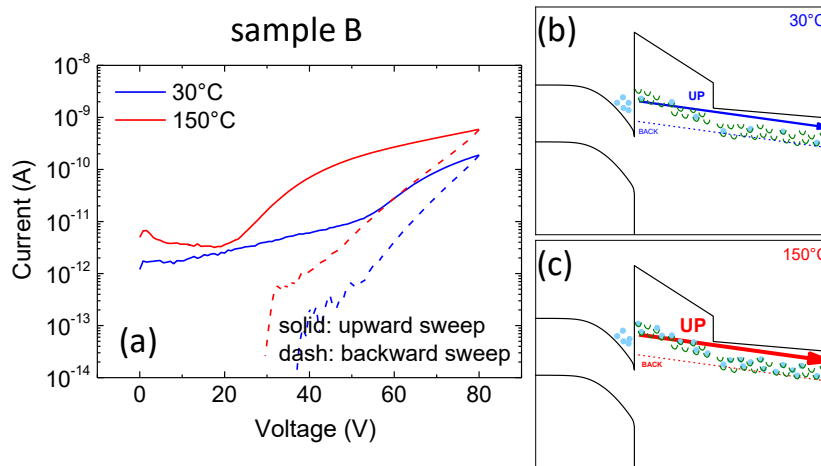 sample B
10⁻⁸
10⁻⁹
10⁻¹⁰
10⁻¹¹
10⁻¹²
10⁻¹³
10⁻¹⁴
Current (A)
30°C
150°C
(a)
solid: upward sweep
dash: backward sweep
0 20 40 60 80
Voltage (V)
(b)
30°C
UP
BACK
(c)
150°C
UP
BACK